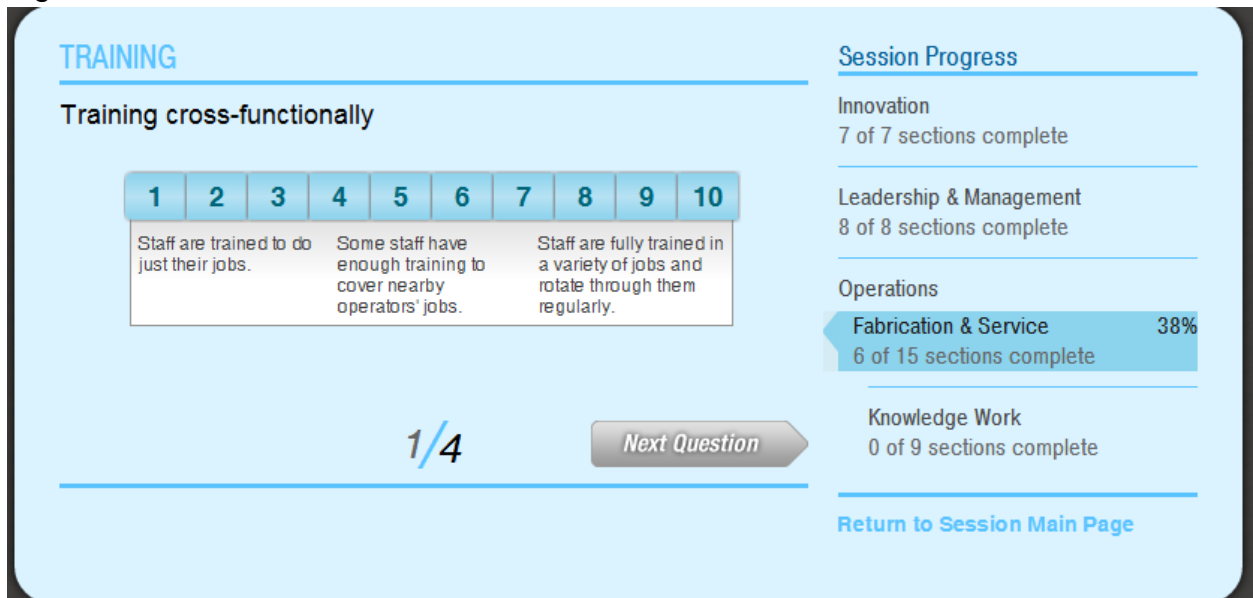 TRAINING
Training cross-functionally
1 2 3 4 5 6 7 8 9 10
Staff are trained to do
just their jobs.
Some staff have
enough training to
cover nearby
operators' jobs.
Staff are fully trained in
a variety of jobs and
rotate through them
regularly.
1/4
Next Question
Session Progress
Innovation
7 of 7 sections complete
Leadership & Management
8 of 8 sections complete
Operations
Fabrication & Service 38%
6 of 15 sections complete
Knowledge Work
0 of 9 sections complete
Return to Session Main Page